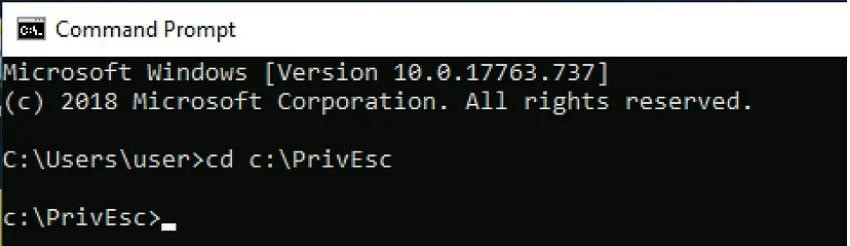 Command Prompt
Microsoft Windows [Version 10.0.17763.737]
(c) 2018 Microsoft Corporation. All rights reserved.
C:\Users\user>cd c:\PrivEsc
c:\PrivEsc>_